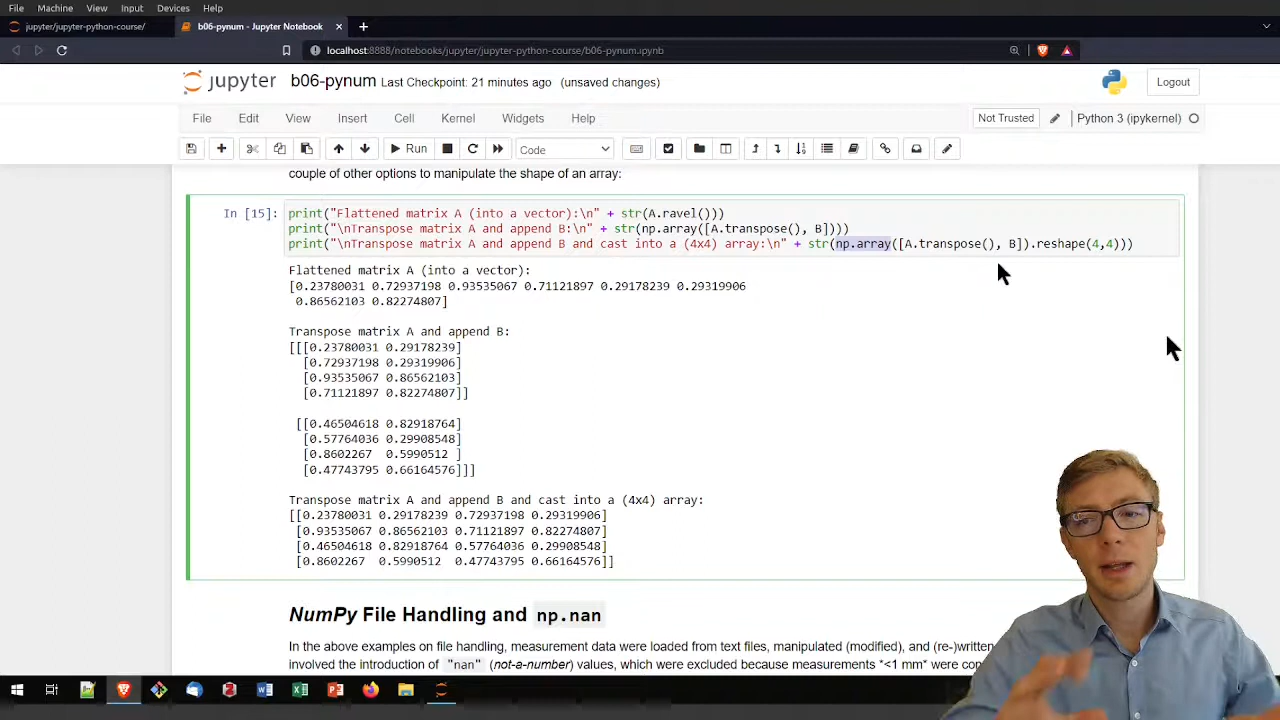 File Machine View Input Devices Help
jupyter/jupyter-python-course/
b06-pynum - Jupyter Notebook
localhost:8888/notebooks/jupyter/jupyter-python-course/b06-pynum.ipynb
jupyter b06-pynum Last Checkpoint: 21 minutes ago (unsaved changes) Logout
File Edit View Insert Cell Kernel Widgets Help Not Trusted Python 3 (ipykernel)
Run Code
couple of other options to manipulate the shape of an array:
In [15]: print("Flattened matrix A (into a vector):\n" + str(A.ravel()))
print("\nTranspose matrix A and append B:\n" + str(np.array([A.transpose(), B])))
print("\nTranspose matrix A and append B and cast into a (4x4) array:\n" + str(np.array([A.transpose(), B]).reshape(4,4)))
Flattened matrix A (into a vector):
[0.23780031 0.72937198 0.93535067 0.71121897 0.29178239 0.29319906
0.86562103 0.82274807]
Transpose matrix A and append B:
[[[0.23780031 0.29178239]
[0.72937198 0.29319906]
[0.93535067 0.86562103]
[0.71121897 0.82274807]]
[[0.46504618 0.82918764]
[0.57764036 0.29908548]
[0.8602267 0.5990512 ]
[0.47743795 0.66164576]]]
Transpose matrix A and append B and cast into a (4x4) array:
[[0.23780031 0.29178239 0.72937198 0.29319906]
[0.93535067 0.86562103 0.71121897 0.82274807]
[0.46504618 0.82918764 0.57764036 0.29908548]
[0.8602267 0.5990512 0.47743795 0.66164576]]
NumPy File Handling and np.nan
In the above examples on file handling, measurement data were loaded from text files, manipulated (modified), and (re-)written
involved the introduction of "nan" (not-a-number) values, which were excluded because measurements *<1 mm* were